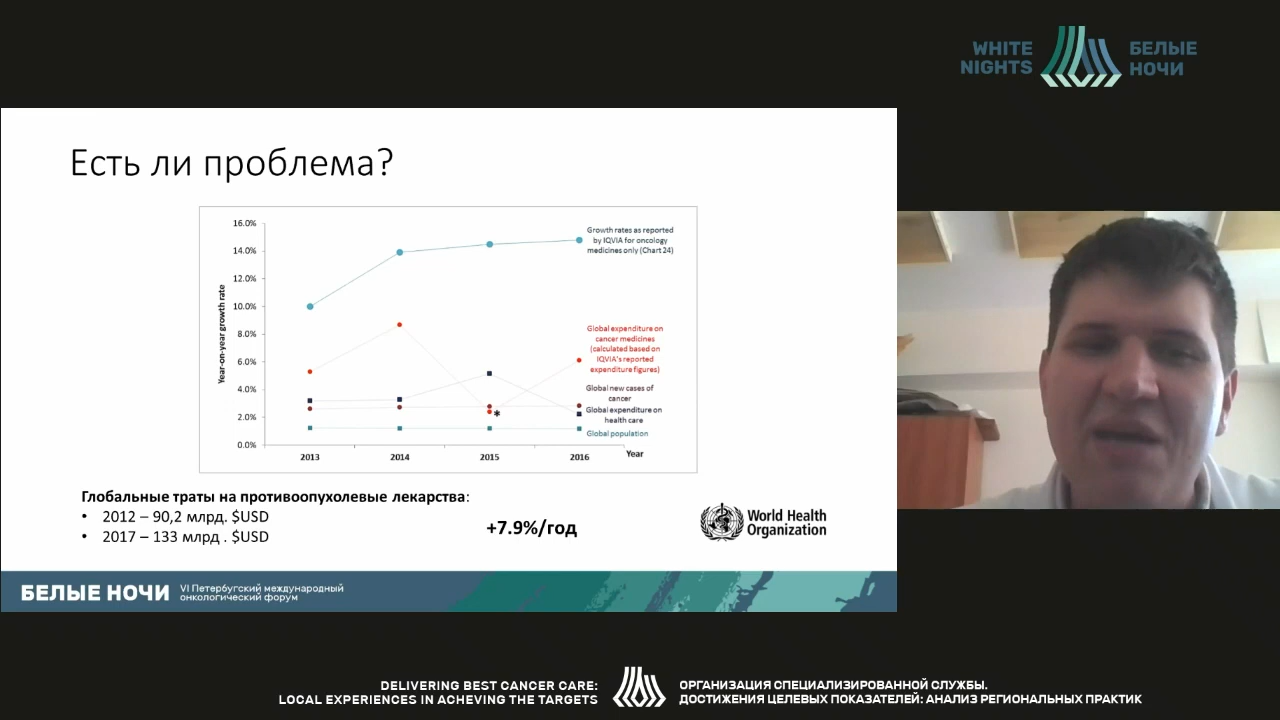 WHITE
NIGHTS
БЕЛЫЕ
НОЧИ
Есть ли проблема?
16.0%
14.0%
12.0%
10.0%
8.0%
6.0%
4.0%
2.0%
0.0%
Year-on-year growth rate
2013
2014
2015
2016
Year
*
Growth rates as reported
by IQVIA for oncology
medicines only (Chart 24)
Global expenditure on
cancer medicines
(calculated based on
IQVIA's reported
expenditure figures)
Global new cases of
cancer
Global expenditure on
health care
Global population
Глобальные траты на противоопухолевые лекарства:
• 2012 – 90,2 млрд. $USD
• 2017 – 133 млрд . $USD
+7.9%/год
World Health
Organization
БЕЛЫЕ НОЧИ
VI Петербугский международный
онкологический форум
DELIVERING BEST CANCER CARE:
LOCAL EXPERIENCES IN ACHEVING THE TARGETS
ОРГАНИЗАЦИЯ СПЕЦИАЛИЗИРОВАННОЙ СЛУЖБЫ.
ДОСТИЖЕНИЯ ЦЕЛЕВЫХ ПОКАЗАТЕЛЕЙ: АНАЛИЗ РЕГИОНАЛЬНЫХ ПРАКТИК